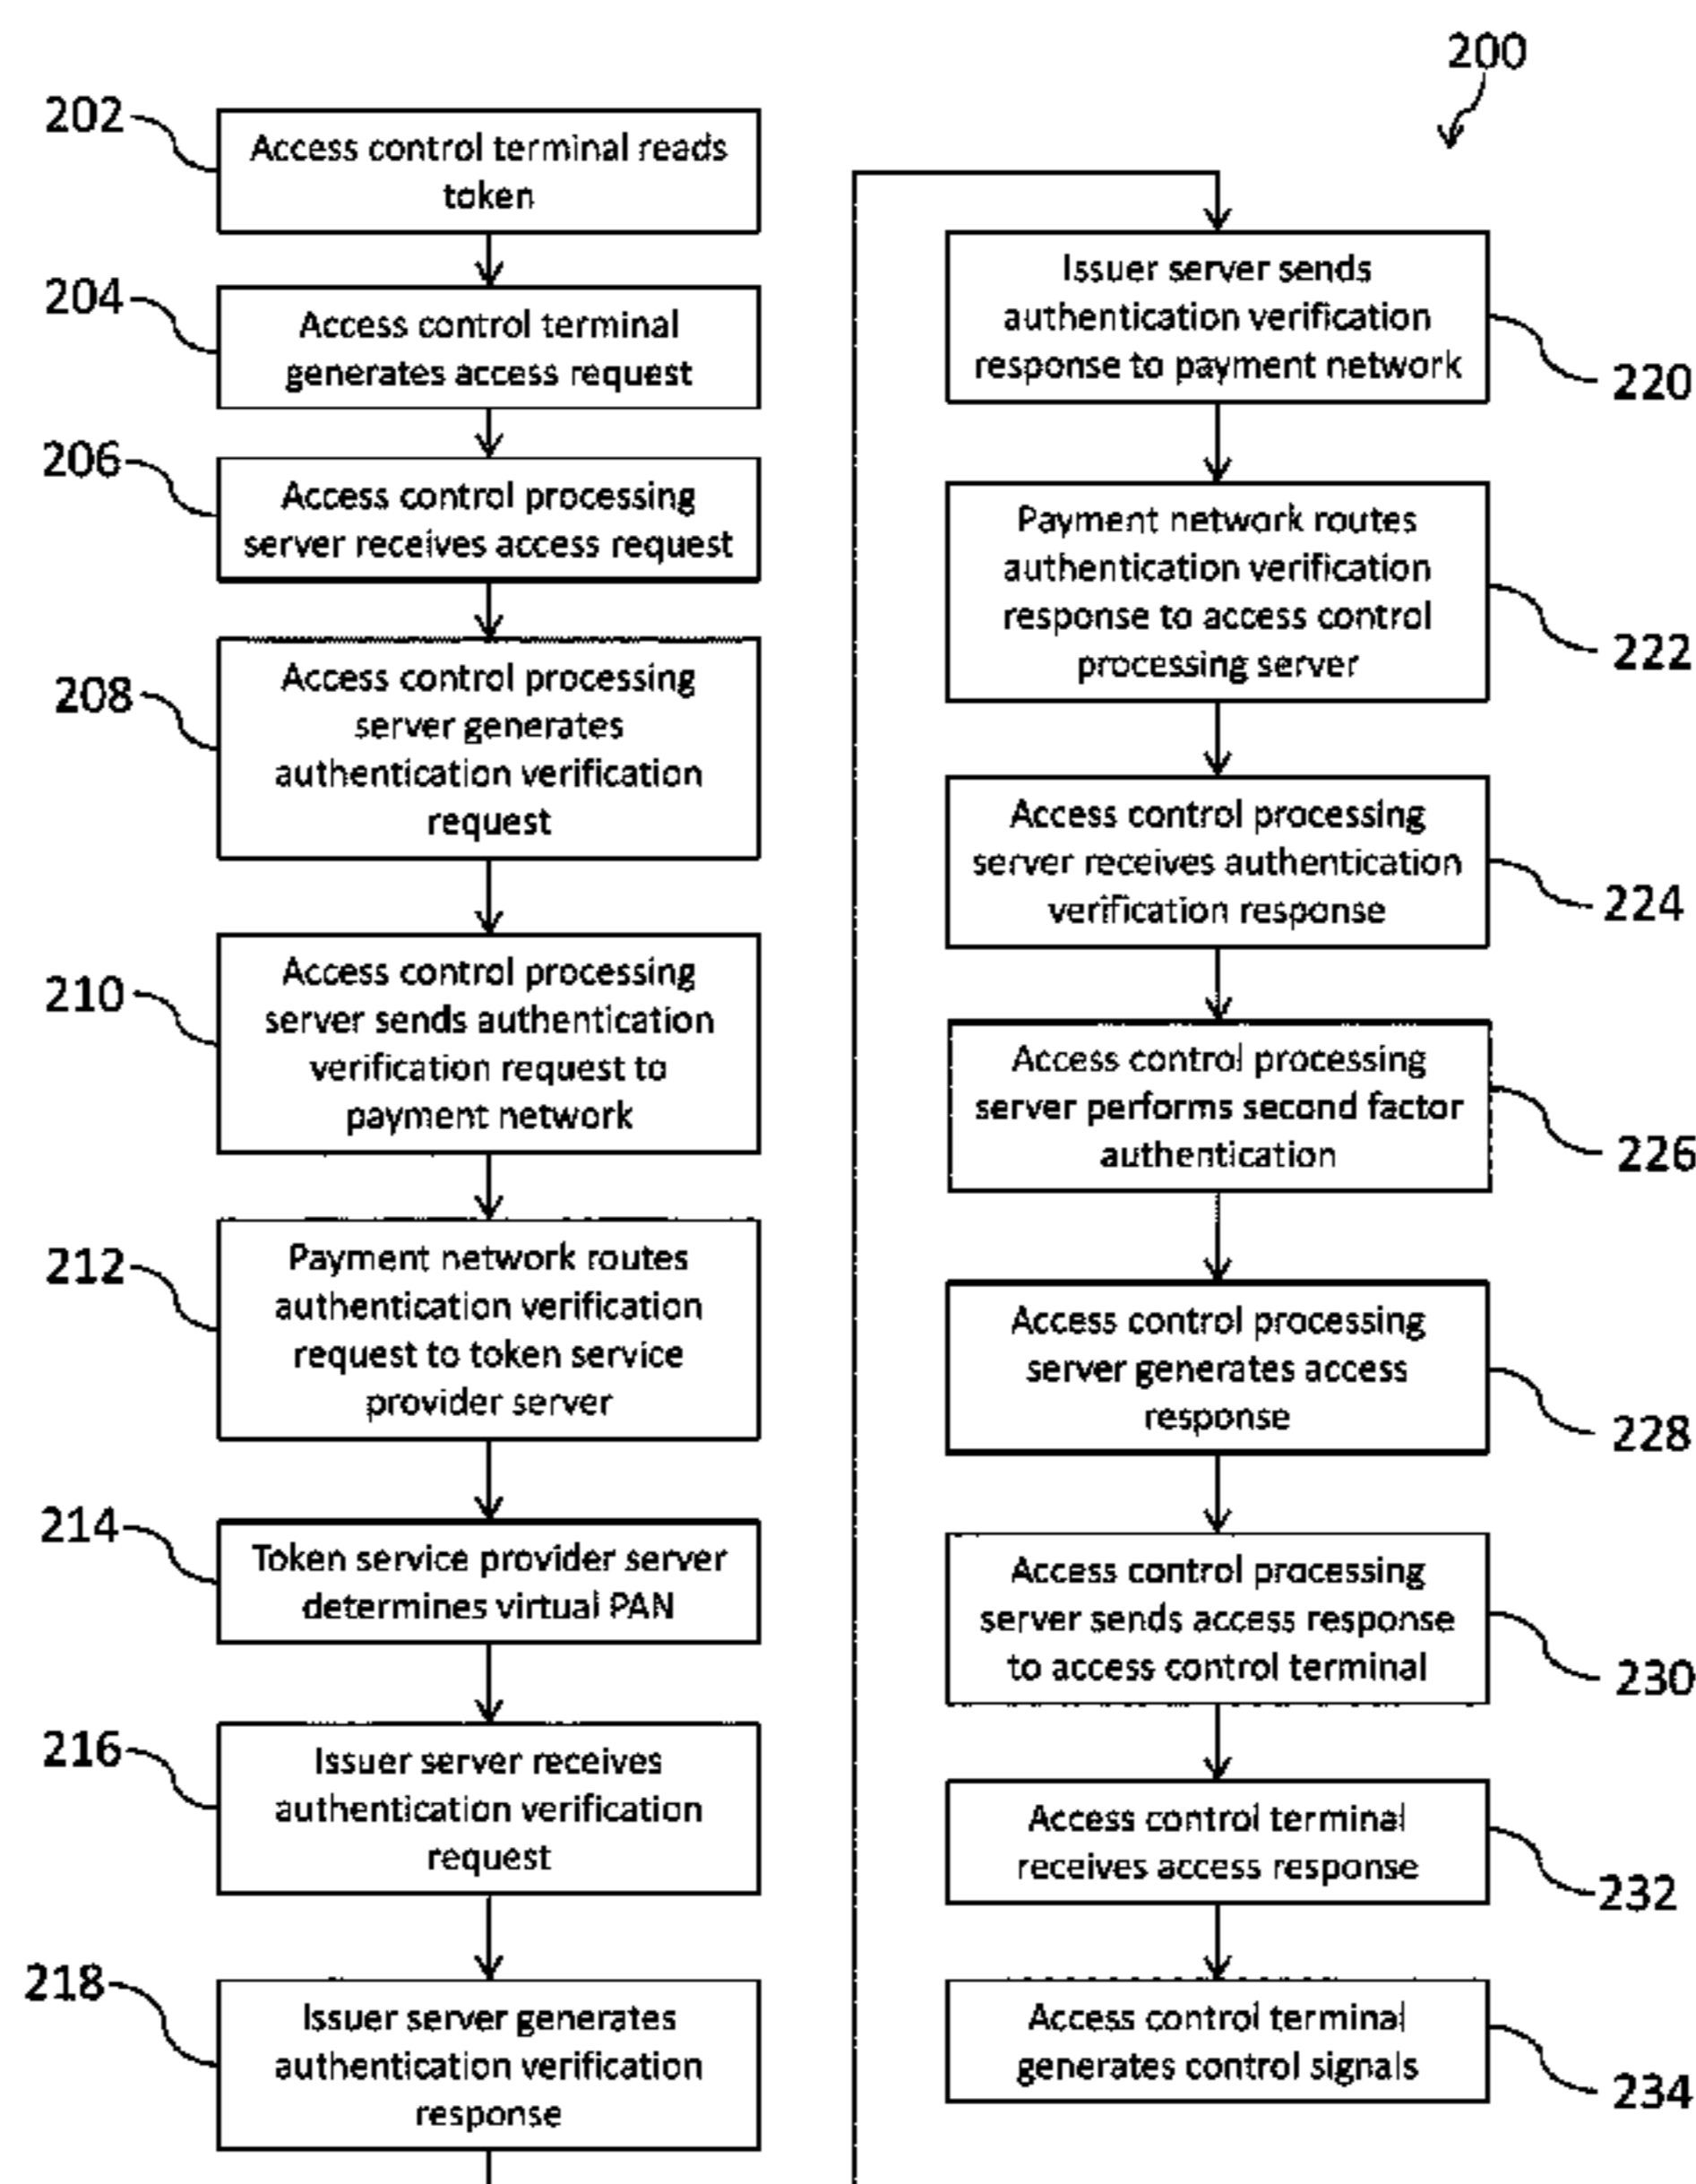 200
202
Access control terminal reads
token
204
Access control terminal
generates access request
206
Access control processing
server receives access request
208
Access control processing
server generates
authentication verification
request
210
Access control processing
server sends authentication
verification request to
payment network
212
Payment network routes
authentication verification
request to token service
provider server
214
Token service provider server
determines virtual PAN
216
Issuer server receives
authentication verification
request
218
Issuer server generates
authentication verification
response
Issuer server sends
authentication verification
response to payment network
220
Payment network routes
authentication verification
response to access control
processing server
222
Access control processing
server receives authentication
verification response
224
Access control processing
server performs second factor
authentication
226
Access control processing
server generates access
response
228
Access control processing
server sends access response
to access control terminal
230
Access control terminal
receives access response
232
Access control terminal
generates control signals
234